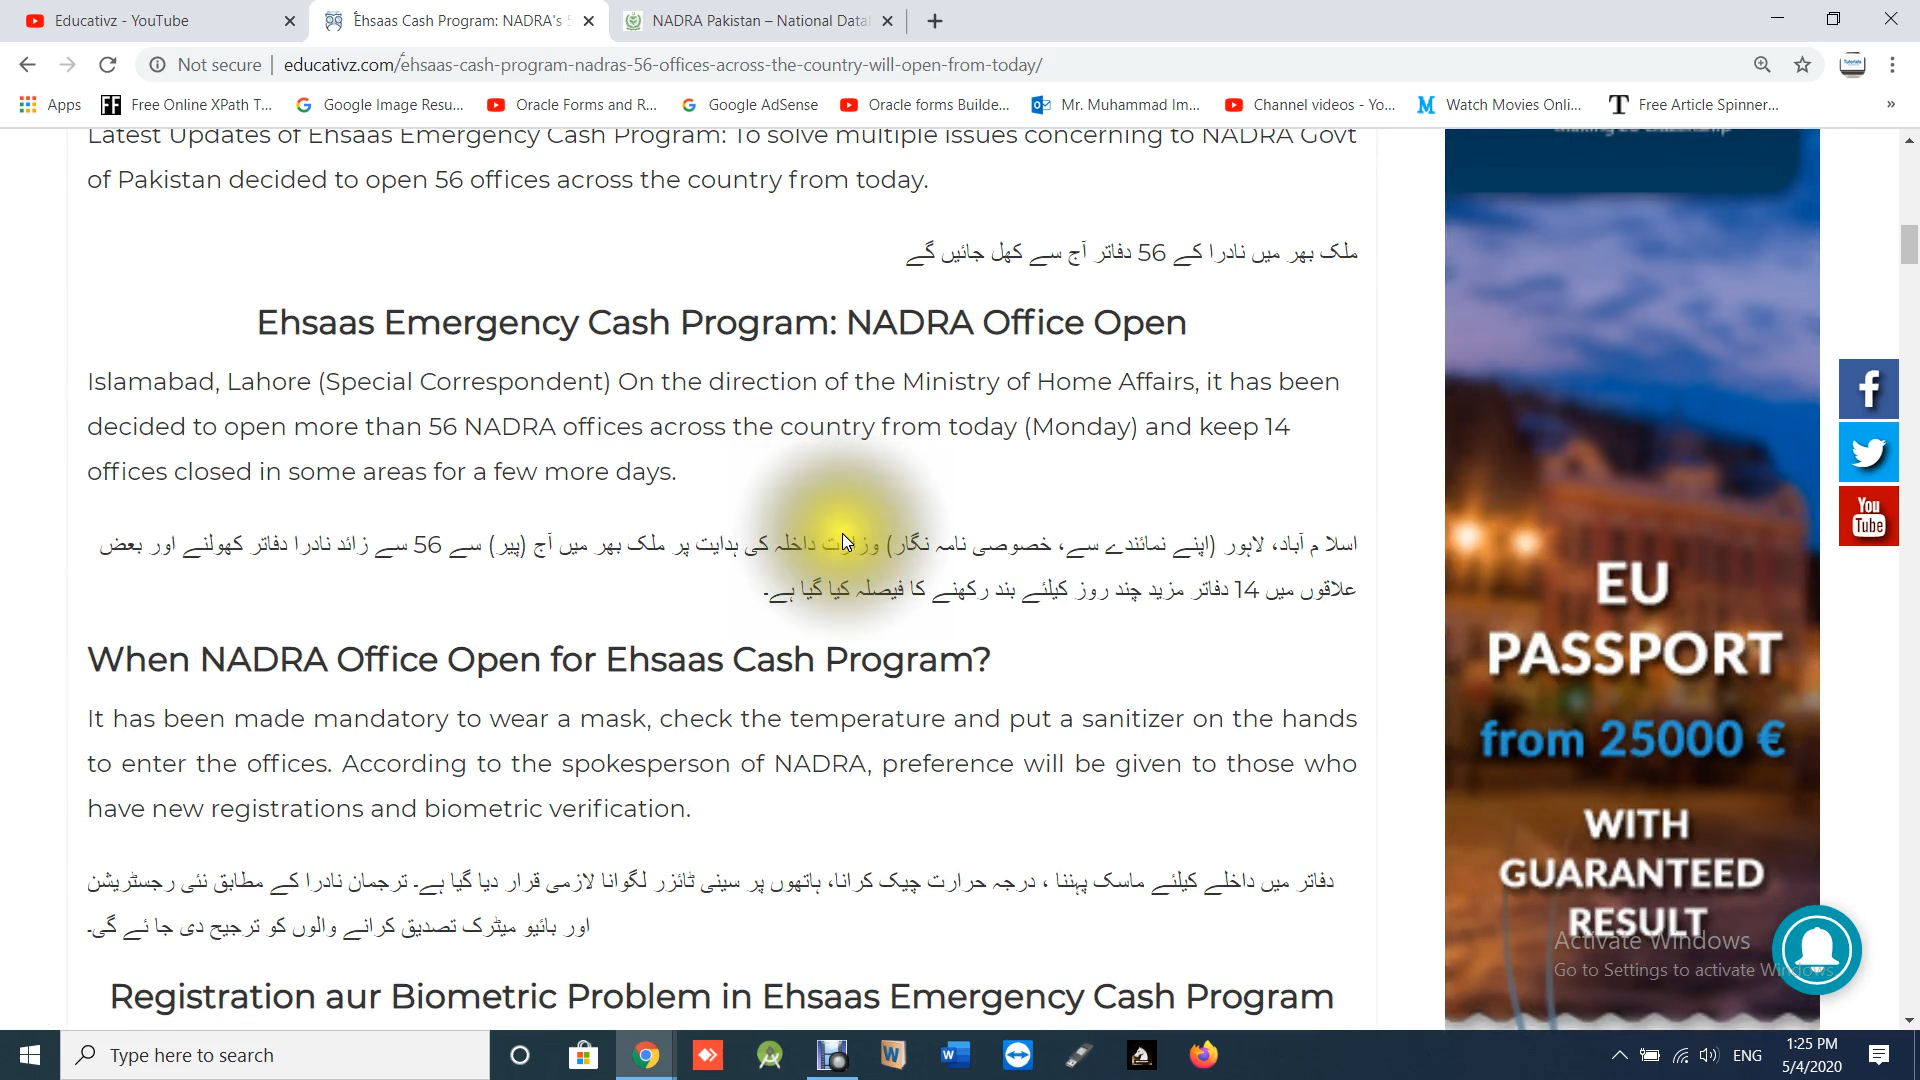 Educativz - YouTube
Ehsaas Cash Program: NADRA's 5
NADRA Pakistan – National Datal
Not secure
educativz.com/ehsaas-cash-program-nadras-56-offices-across-the-country-will-open-from-today/
Apps
Free Online XPath T...
Google Image Resu...
Oracle Forms and R...
Google AdSense
Oracle forms Builde...
Mr. Muhammad Im...
Channel videos - Yo...
Watch Movies Onli...
Free Article Spinner...
Latest Updates of Ehsaas Emergency Cash Program: To solve multiple issues concerning to NADRA Govt
of Pakistan decided to open 56 offices across the country from today.
ملک بھر میں نادرا کے 56 دفاتر آج سے کھل جائیں گے
Ehsaas Emergency Cash Program: NADRA Office Open
Islamabad, Lahore (Special Correspondent) On the direction of the Ministry of Home Affairs, it has been
decided to open more than 56 NADRA offices across the country from today (Monday) and keep 14
offices closed in some areas for a few more days.
اسلا م آباد، لاہور (اپنے نمائندے سے، خصوصی نامہ نگار) وزارت داخلہ کی ہدایت پر ملک بھر میں آج (پیر) سے 56 سے زائد نادرا دفاتر کھولنے اور بعض
علاقوں میں 14 دفاتر مزید چند روز کیلئے بند رکھنے کا فیصلہ کیا گیا ہے۔
When NADRA Office Open for Ehsaas Cash Program?
It has been made mandatory to wear a mask, check the temperature and put a sanitizer on the hands
to enter the offices. According to the spokesperson of NADRA, preference will be given to those who
have new registrations and biometric verification.
دفاتر میں داخلے کیلئے ماسک پہننا ، درجہ حرارت چیک کرانا، ہاتھوں پر سینی ٹائزر لگوانا لازمی قرار دیا گیا ہے۔ ترجمان نادرا کے مطابق نئی رجسٹریشن
اور بائیو میٹرک تصدیق کرانے والوں کو ترجیح دی جا ئے گی۔
Registration aur Biometric Problem in Ehsaas Emergency Cash Program
EU
PASSPORT
from 25000 €
WITH
GUARANTEED
RESULT
You
Tube
Activate Windows
Go to Settings to activate Windows.
Type here to search
ENG
1:25 PM
5/4/2020